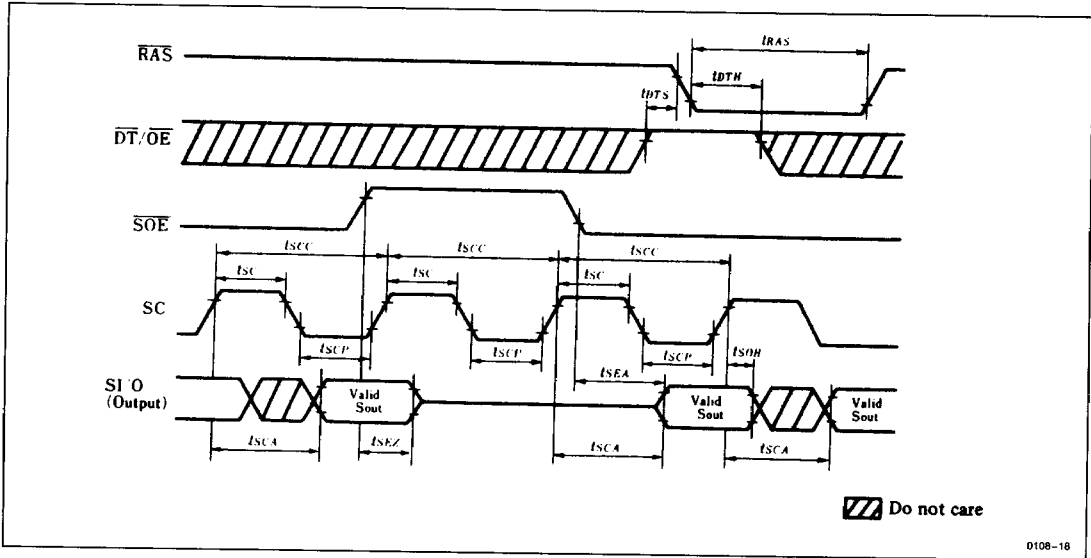 tRAS
RAS
tDTH
tDTS
DT/OE
SOE
tSCC tSCC tSCC
tSC tSC tSC
SC
tSCP tSCP tSCP tSOH
tSEA
SI/O
(Output)
Valid
Sout
Valid
Sout
Valid
Sout
tSCA tSEZ tSCA tSCA
Do not care
0108-18